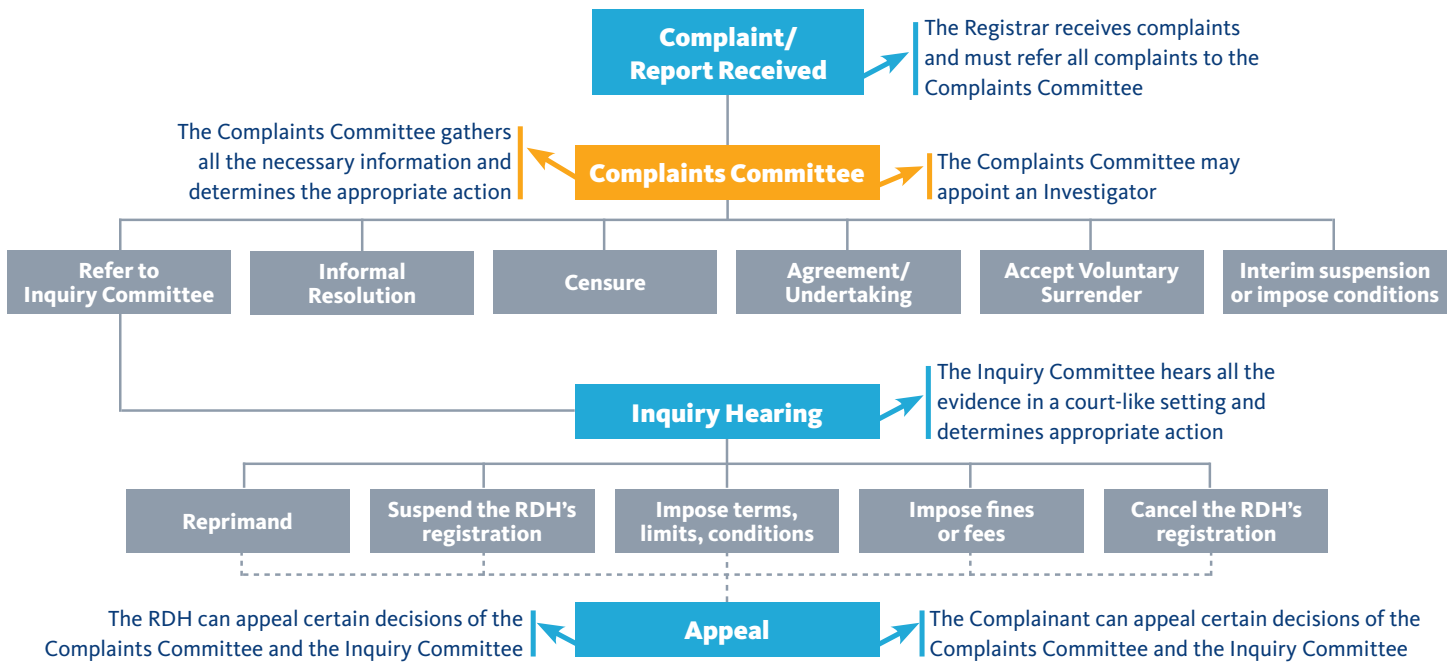 Complaint/
Report Received
The Registrar receives complaints
and must refer all complaints to the
Complaints Committee
The Complaints Committee gathers
all the necessary information and
determines the appropriate action
Complaints Committee
The Complaints Committee may
appoint an Investigator
Refer to
Inquiry Committee
Informal
Resolution
Censure
Agreement/
Undertaking
Accept Voluntary
Surrender
Interim suspension
or impose conditions
Inquiry Hearing
The Inquiry Committee hears all the
evidence in a court-like setting and
determines appropriate action
Reprimand
Suspend the RDH's
registration
Impose terms,
limits, conditions
Impose fines
or fees
Cancel the RDH's
registration
The RDH can appeal certain decisions of the
Complaints Committee and the Inquiry Committee
Appeal
The Complainant can appeal certain decisions of the
Complaints Committee and the Inquiry Committee